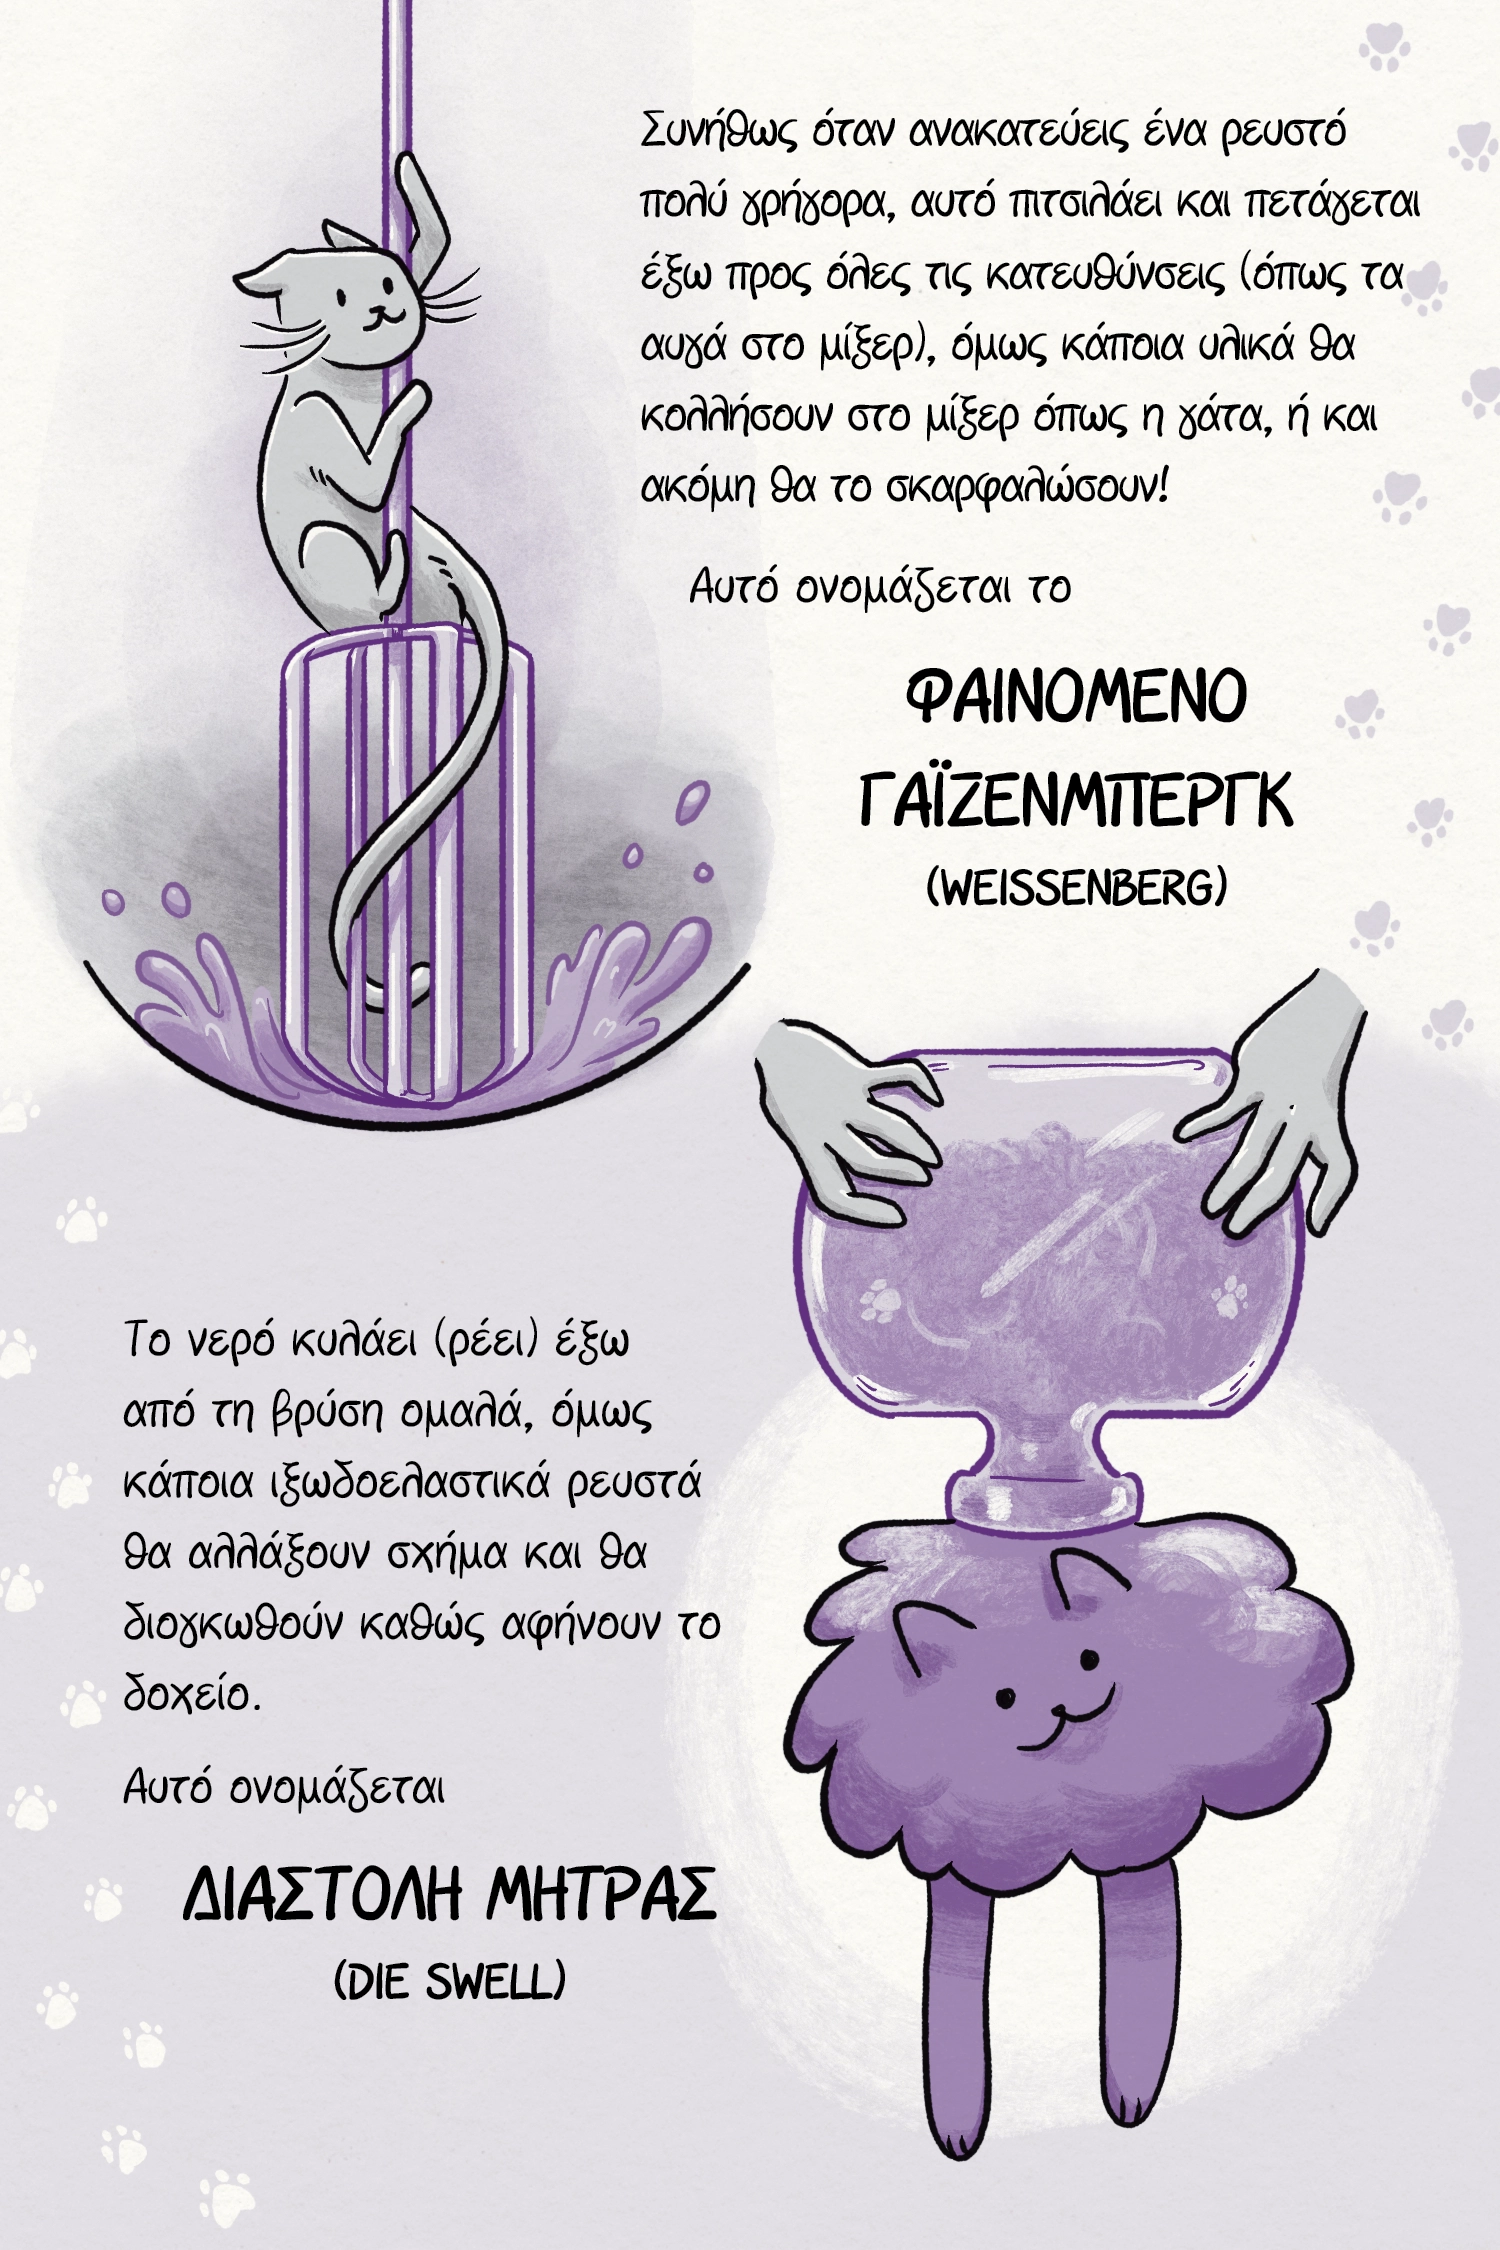 Συνήθως όταν ανακατεύεις ένα ρευστό
πολύ γρήγορα, αυτό πιτσιλάει και πετάγεται
έξω προς όλες τις κατευθύνσεις (όπως τα
αυγά στο μίξερ), όμως κάποια υλικά θα
κολλήσουν στο μίξερ όπως η γάτα, ή και
ακόμη θα το σκαρφαλώσουν!
Αυτό ονομάζεται το
ΦΑΙΝΟΜΕΝΟ
ΓΑΪΖΕΝΜΠΕΡΓΚ
(WEISSENBERG)
Το νερό κυλάει (ρέει) έξω
από τη βρύση ομαλά, όμως
κάποια ιξωδοελαστικά ρευστά
θα αλλάξουν σχήμα και θα
διογκωθούν καθώς αφήνουν το
δοχείο.
Αυτό ονομάζεται
ΔΙΑΣΤΟΛΗ ΜΗΤΡΑΣ
(DIE SWELL)